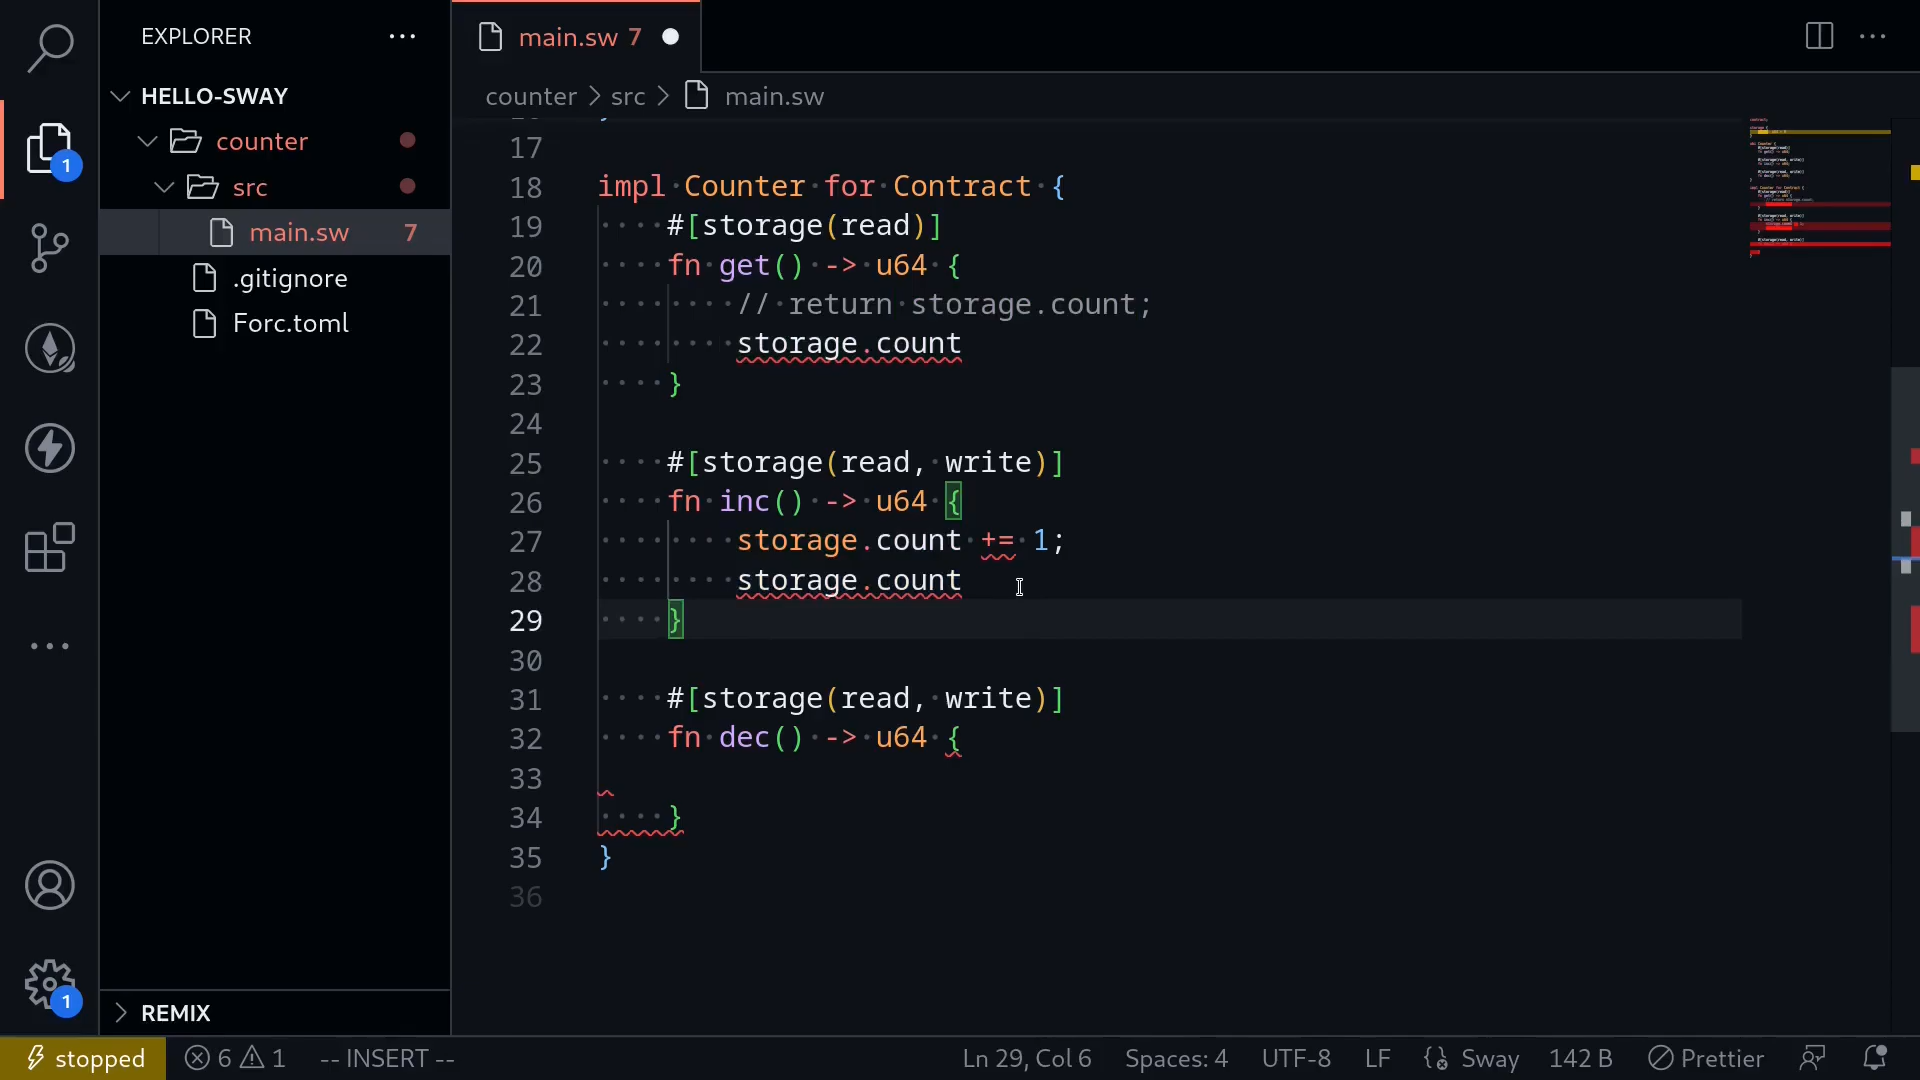 EXPLORER
HELLO-SWAY
counter
src
main.sw 7
.gitignore
Forc.toml
REMIX
main.sw 7
counter > src > main.sw
17
18 impl Counter for Contract {
19 #[storage(read)]
20 fn get() -> u64 {
21 // return storage.count;
22 storage.count
23 }
24
25 #[storage(read, write)]
26 fn inc() -> u64 {
27 storage.count += 1;
28 storage.count
29 }
30
31 #[storage(read, write)]
32 fn dec() -> u64 {
33
34 }
35 }
36
1
1
stopped 6 1 -- INSERT -- Ln 29, Col 6 Spaces: 4 UTF-8 LF Sway 142 B Prettier